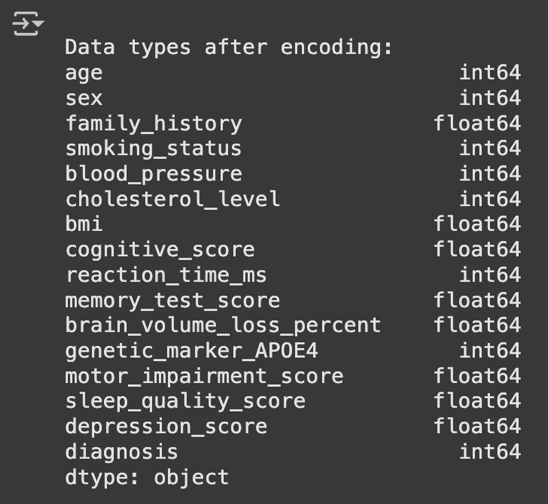 Data types after encoding:
age int64
sex int64
family_history float64
smoking_status int64
blood_pressure int64
cholesterol_level int64
bmi float64
cognitive_score float64
reaction_time_ms int64
memory_test_score float64
brain_volume_loss_percent float64
genetic_marker_APOE4 int64
motor_impairment_score float64
sleep_quality_score float64
depression_score float64
diagnosis int64
dtype: object